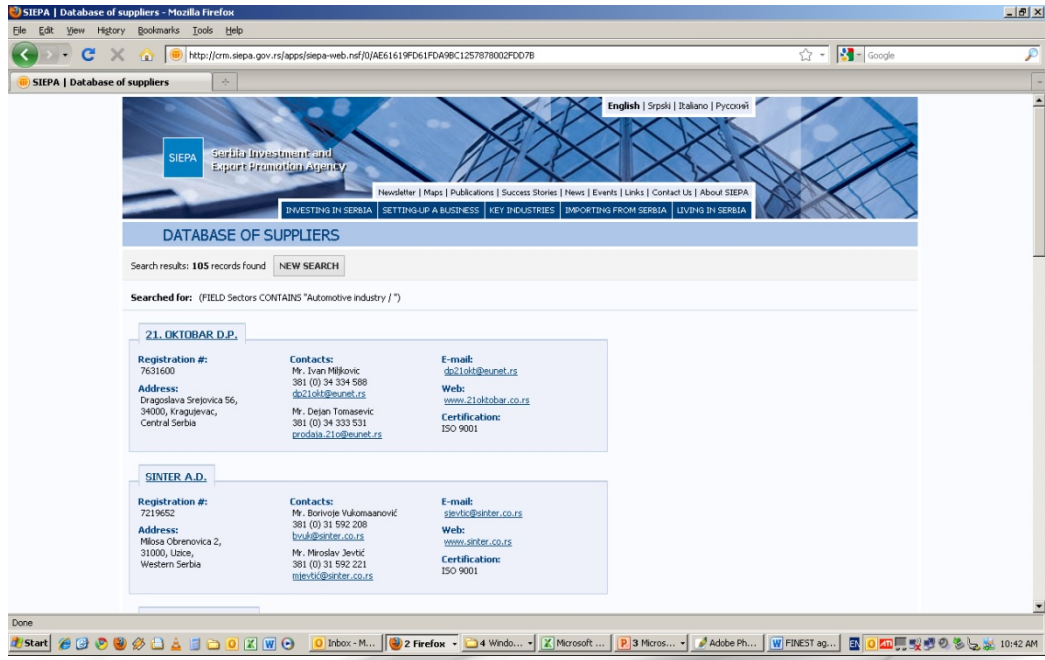 SIEPA | Database of suppliers - Mozilla Firefox
File Edit View History Bookmarks Tools Help
http://crm.siepa.gov.rs/apps/siepa-web.nsf/0/AE61619FD61FDA9BC1257878002FDD7B
Google
SIEPA | Database of suppliers
English | Srpski | Italiano | Русский
SIEPA
Serbia Investment and
Export Promotion Agency
Newsletter | Maps | Publications | Success Stories | News | Events | Links | Contact Us | About SIEPA
INVESTING IN SERBIA SETTING-UP A BUSINESS KEY INDUSTRIES IMPORTING FROM SERBIA LIVING IN SERBIA
DATABASE OF SUPPLIERS
Search results: 105 records found NEW SEARCH
Searched for: (FIELD Sectors CONTAINS "Automotive industry / ")
21. OKTOBAR D.P.
Registration #:
7631600
Address:
Dragoslava Srejovica 56,
34000, Kragujevac,
Central Serbia
Contacts:
Mr. Ivan Miljkovic
381 (0) 34 334 588
dp21okt@eunet.rs
Mr. Dejan Tomasevic
381 (0) 34 333 531
prodaja.21o@eunet.rs
E-mail:
dp21okt@eunet.rs
Web:
www.21oktobar.co.rs
Certification:
ISO 9001
SINTER A.D.
Registration #:
7219652
Address:
Milosa Obrenovica 2,
31000, Uzice,
Western Serbia
Contacts:
Mr. Borivoje Vukomaanović
381 (0) 31 592 208
bvuk@sinter.co.rs
Mr. Miroslav Jevtić
381 (0) 31 592 221
mjevtić@sinter.co.rs
E-mail:
sjevtic@sinter.co.rs
Web:
www.sinter.co.rs
Certification:
ISO 9001
Done
Start Inbox - M... 2 Firefox 4 Windo... Microsoft ... 3 Micros... Adobe Ph... FINEST ag... EN 10:42 AM